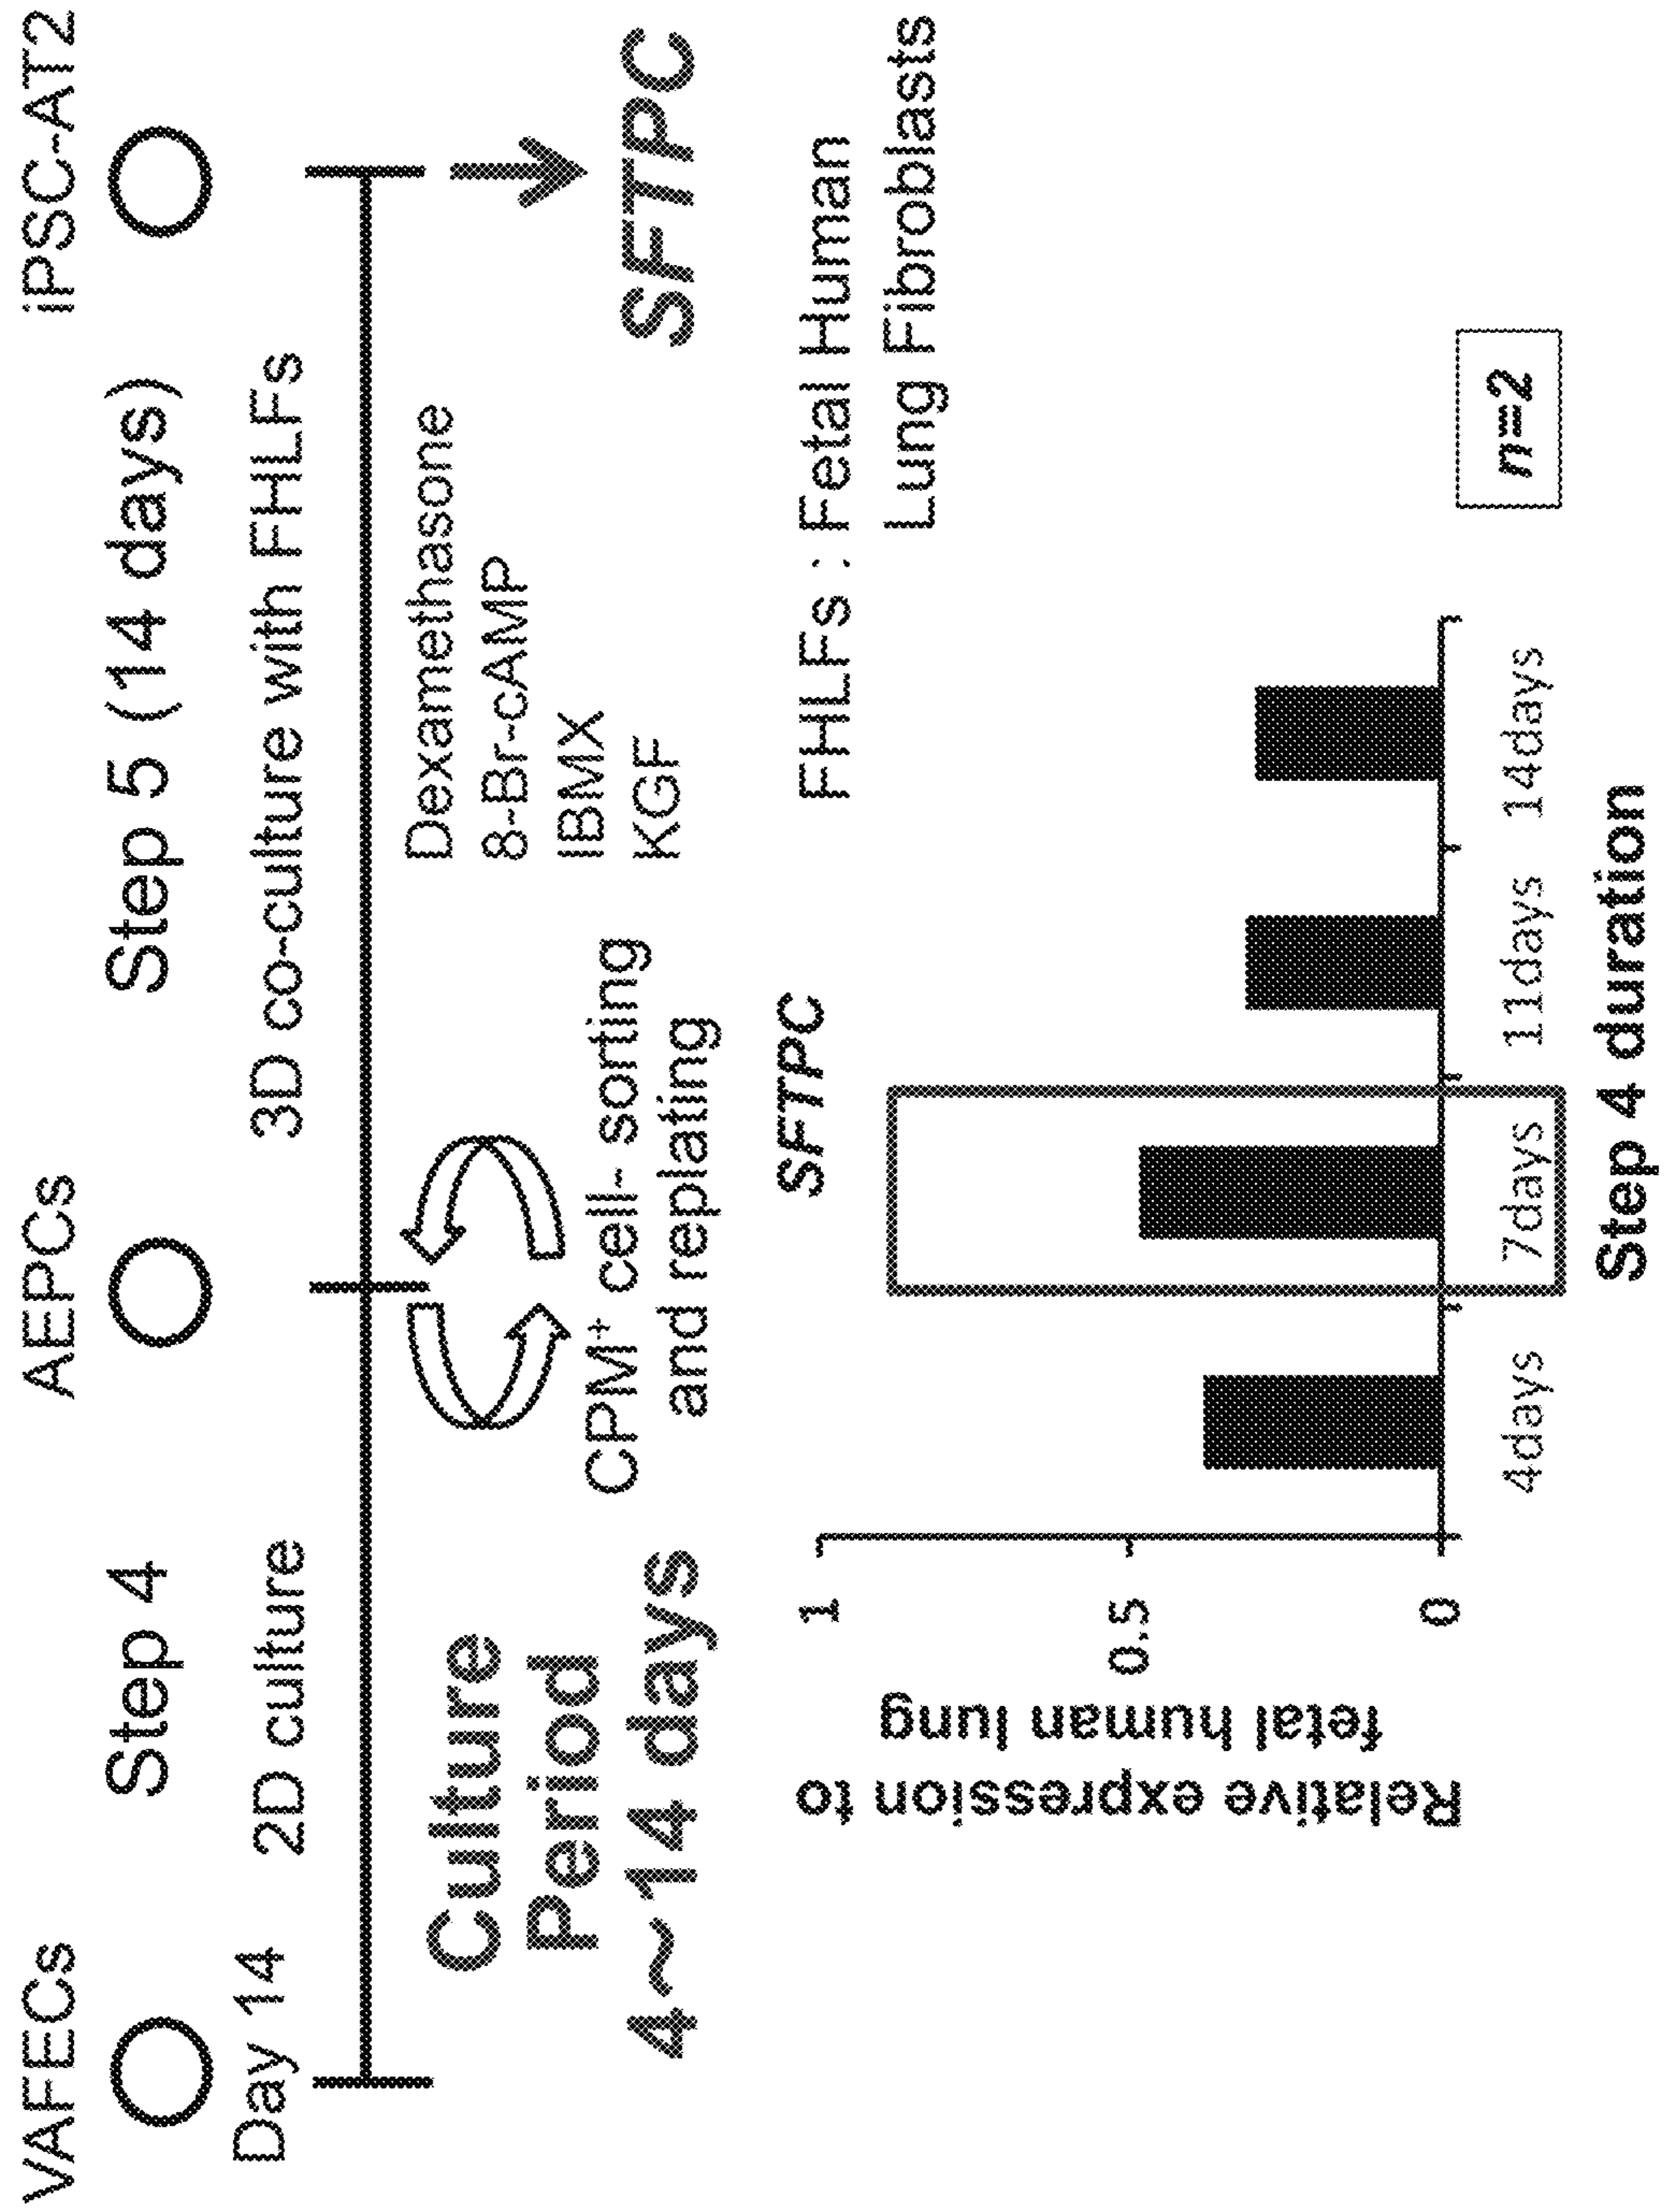 VAFECs
AEPCs
iPSC-AT2
Step 4
Step 5 (14 days)
Day 14
2D culture
3D co-culture with FHLFs
Culture
Period
4~14 days
CPM⁺ cell- sorting
and replating
Dexamethasone
8-Br-cAMP
IBMX
KGF
SFTPC
FHLFs : Fetal Human
Lung Fibroblasts
SFTPC
Relative expression to
fetal human lung
1
0.5
0
4days
7days
11days
14days
Step 4 duration
n=2